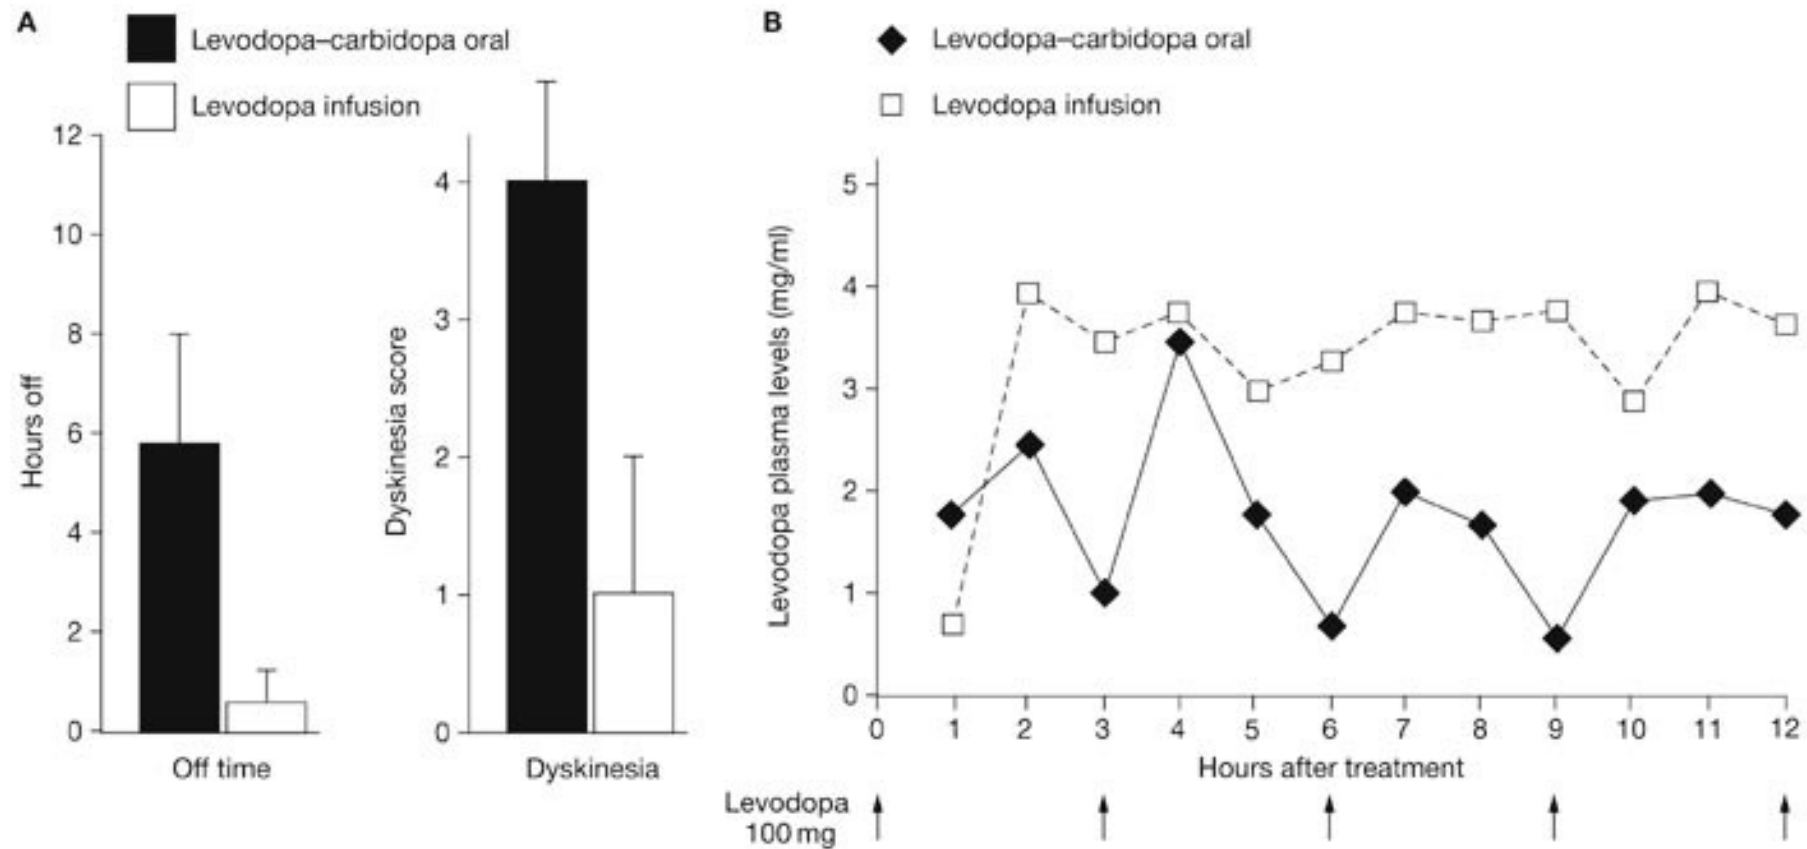 A
Levodopa–carbidopa oral
Levodopa infusion
12
10
8
6
4
2
0
Hours off
Off time
4
3
2
1
0
Dyskinesia score
Dyskinesia
B
Levodopa–carbidopa oral
Levodopa infusion
5
4
3
2
1
0
Levodopa plasma levels (mg/ml)
0 1 2 3 4 5 6 7 8 9 10 11 12
Hours after treatment
Levodopa
100 mg